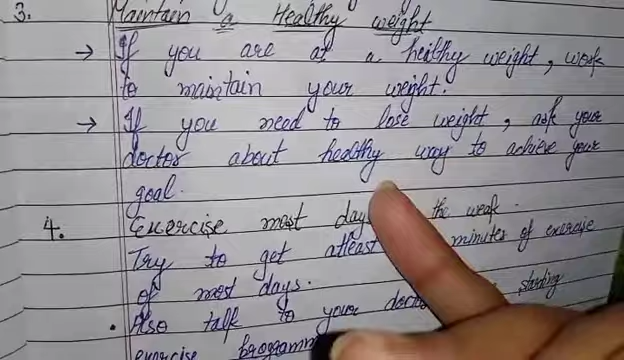 3. Maintain a Healthy weight
→ If you are at a heilthy weight, work
to maintain your weight.
→ If you need to lose weight, ask your
doctor about healthy way to achieve your
goal.
4. Exercise most day the weak.
Try to get atleast minutes of exercise
of most days.
• Also talk to your starting
exercise